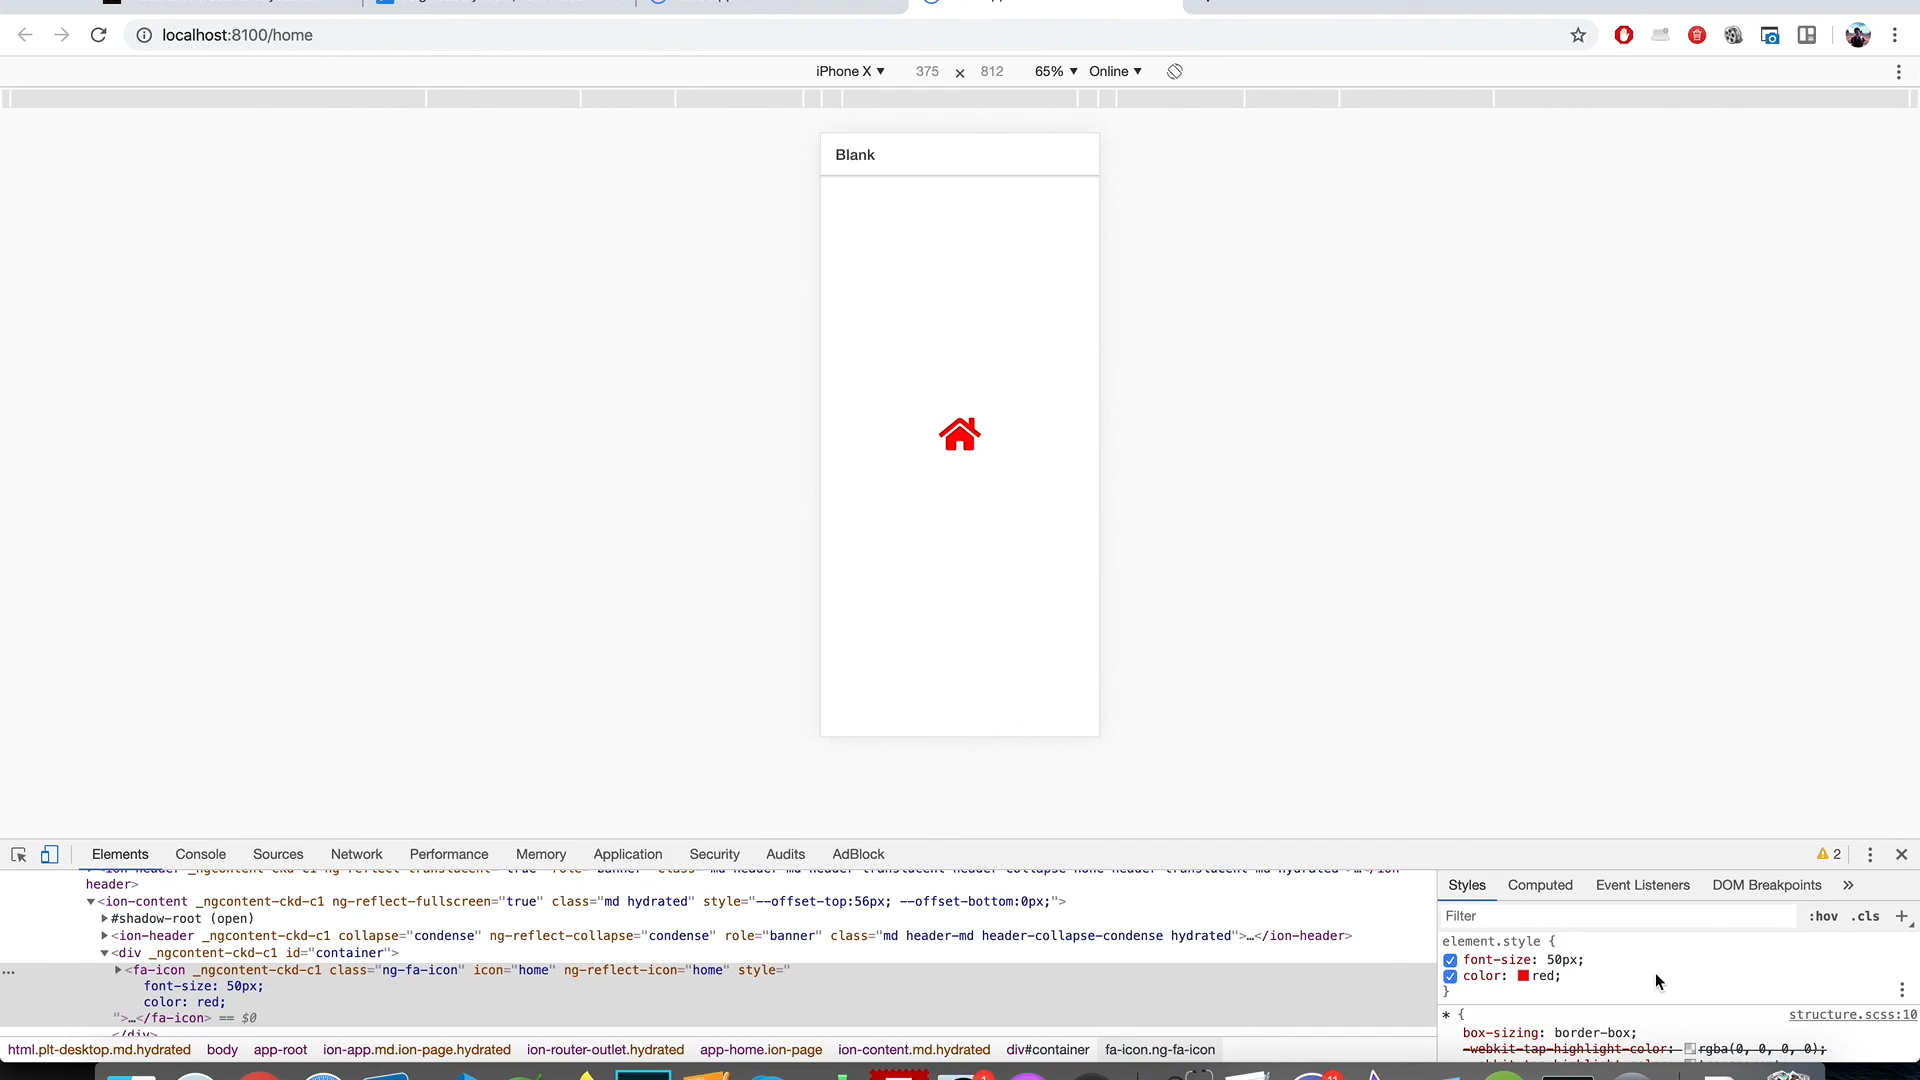 localhost:8100/home
iPhone X ▼ 375 × 812 65% ▼ Online ▼
Blank
Elements Console Sources Network Performance Memory Application Security Audits AdBlock 2
header>
<ion-content _ngcontent-ckd-c1 ng-reflect-fullscreen="true" class="md hydrated" style="--offset-top:56px; --offset-bottom:0px;">
#shadow-root (open)
<ion-header _ngcontent-ckd-c1 collapse="condense" ng-reflect-collapse="condense" role="banner" class="md header-md header-collapse-condense hydrated">…</ion-header>
<div _ngcontent-ckd-c1 id="container">
<fa-icon _ngcontent-ckd-c1 class="ng-fa-icon" icon="home" ng-reflect-icon="home" style="
font-size: 50px;
color: red;
">…</fa-icon> == $0
</div>
html.plt-desktop.md.hydrated body app-root ion-app.md.ion-page.hydrated ion-router-outlet.hydrated app-home.ion-page ion-content.md.hydrated div#container fa-icon.ng-fa-icon
Styles Computed Event Listeners DOM Breakpoints »
Filter :hov .cls +
element.style {
font-size: 50px;
color: red;
}
* { structure.scss:10
box-sizing: border-box;
-webkit-tap-highlight-color: rgba(0, 0, 0, 0);